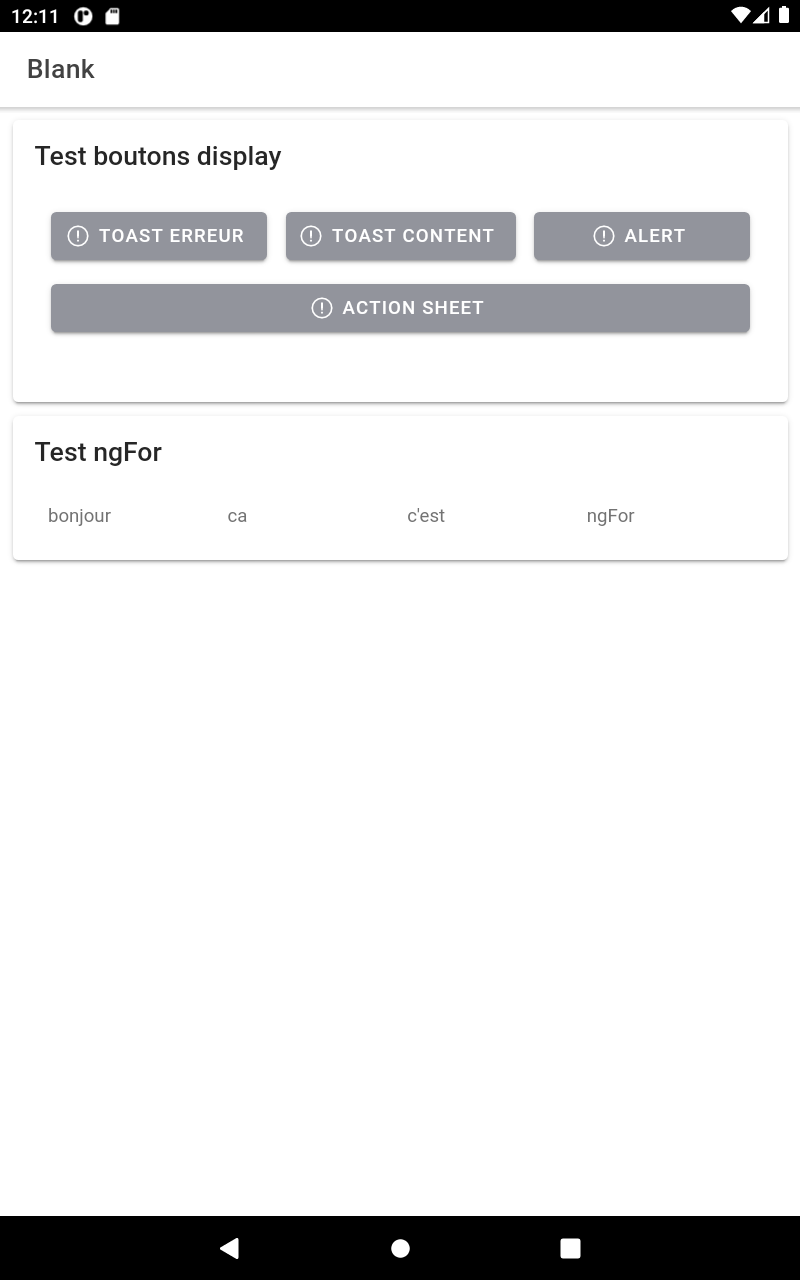 12:11
Blank
Test boutons display
TOAST ERREUR TOAST CONTENT ALERT
ACTION SHEET
Test ngFor
bonjour ca c'est ngFor